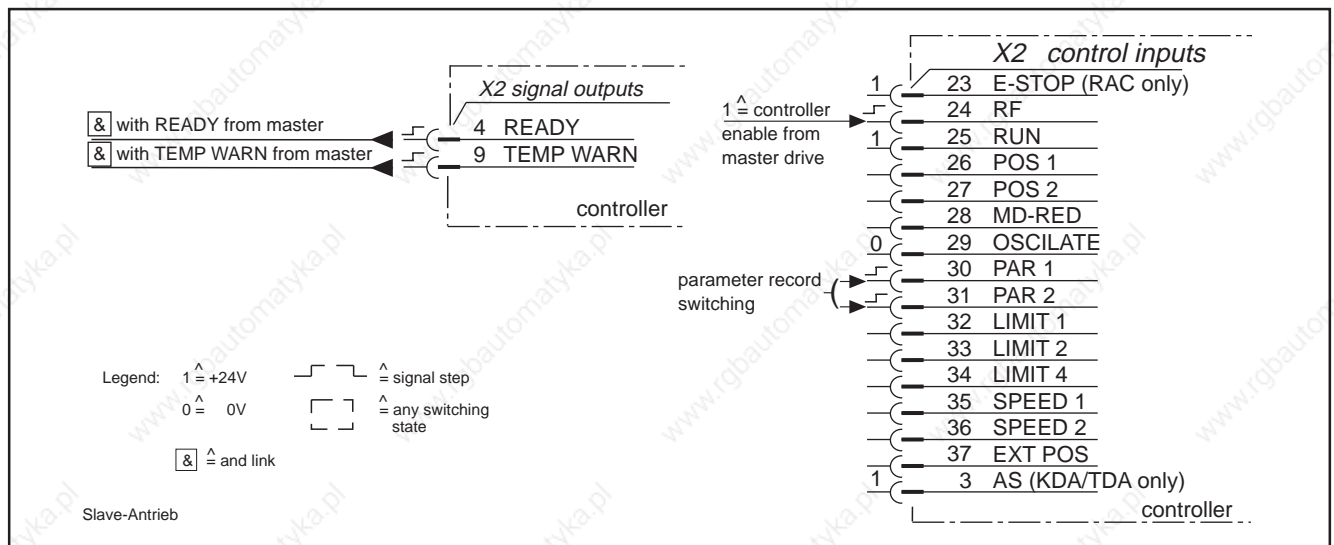 X2 signal outputs
& with READY from master
4 READY
& with TEMP WARN from master
9 TEMP WARN
controller
X2 control inputs
1 23 E-STOP (RAC only)
1 ≙ controller
enable from
master drive
24 RF
1 25 RUN
26 POS 1
27 POS 2
28 MD-RED
0 29 OSCILATE
parameter record
switching
30 PAR 1
31 PAR 2
32 LIMIT 1
33 LIMIT 2
34 LIMIT 4
35 SPEED 1
36 SPEED 2
37 EXT POS
1 3 AS (KDA/TDA only)
controller
Legend: 1 ≙ +24V
≙ signal step
0 ≙ 0V
≙ any switching
state
& ≙ and link
Slave-Antrieb
www.rgbautomatyka.pl